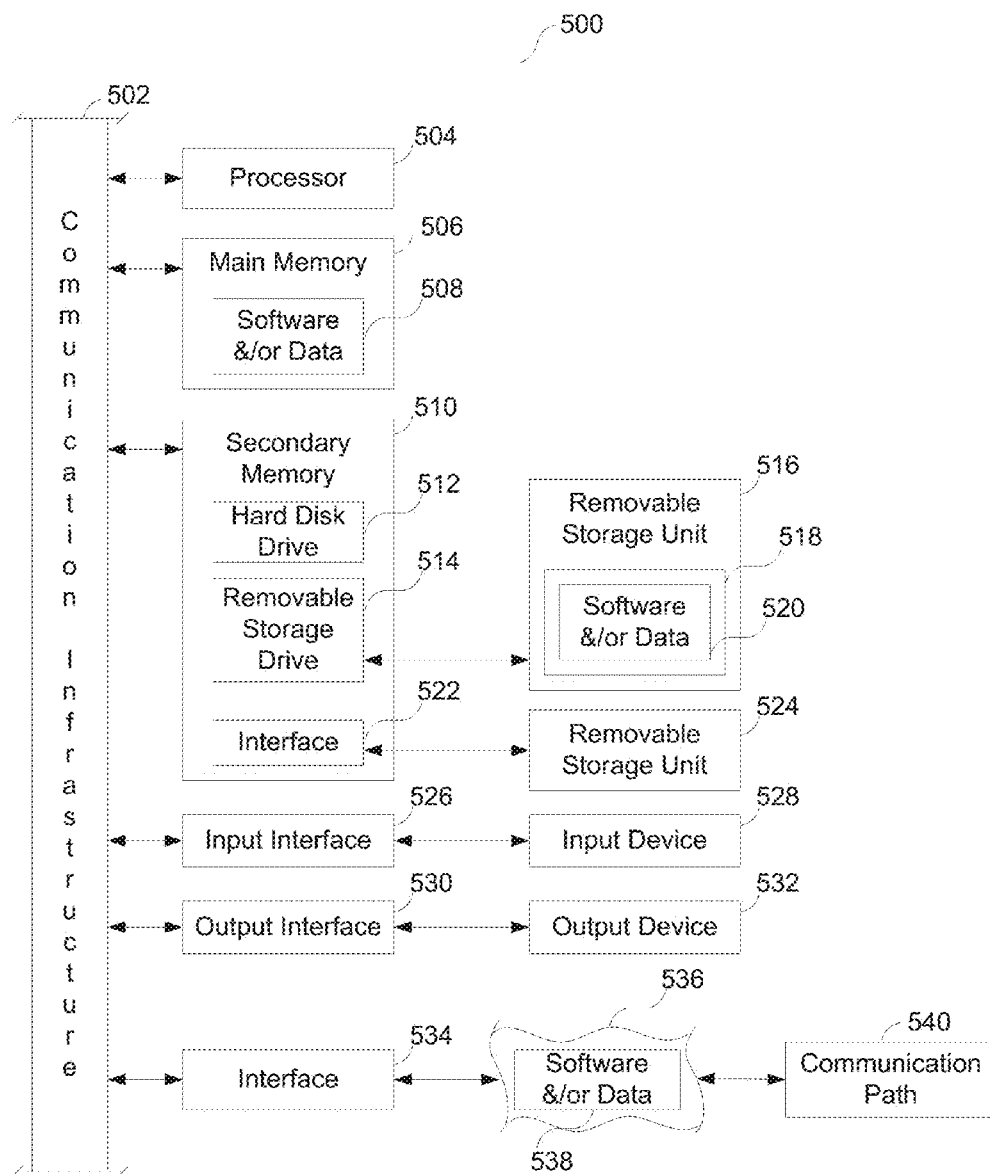 500
502
Communication Infrastructure
504
Processor
506
Main Memory
508
Software
&/or Data
510
Secondary
Memory
512
Hard Disk
Drive
514
Removable
Storage
Drive
516
Removable
Storage Unit
518
Software
&/or Data
520
522
Interface
524
Removable
Storage Unit
526
Input Interface
528
Input Device
530
Output Interface
532
Output Device
534
Interface
536
Software
&/or Data
538
540
Communication
Path